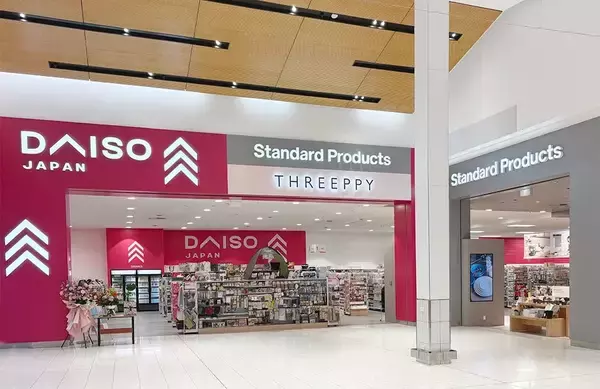 DAISO
JAPAN
Standard Products
THREEPPY
Standard Products
DAISO
JAPAN